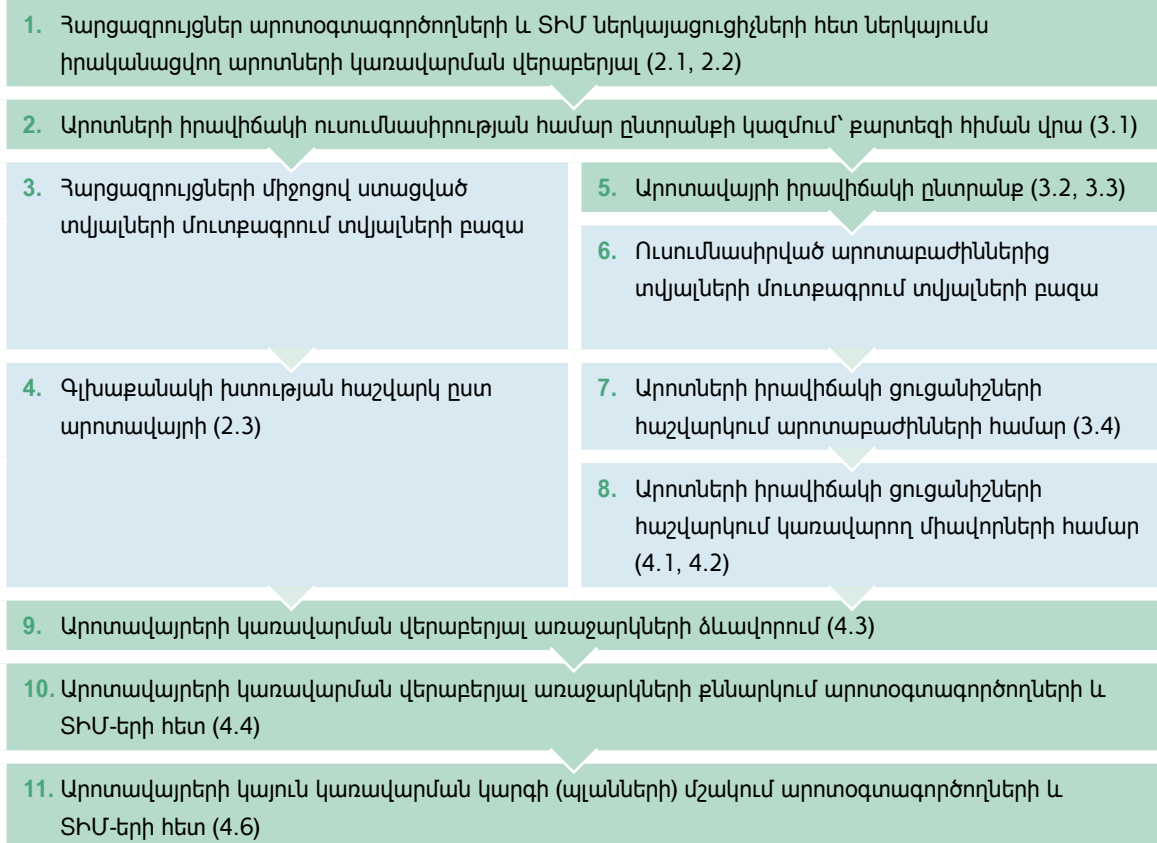 1. Հարցազրույցներ արոտօգտագործողների և ՏԻՄ ներկայացուցիչների հետ ներկայումս
իրականացվող արոտների կառավարման վերաբերյալ (2.1, 2.2)
2. Արոտների իրավիճակի ուսումնասիրության համար ընտրանքի կազմում՝ քարտեզի հիման վրա (3.1)
3. Հարցազրույցների միջոցով ստացված
տվյալների մուտքագրում տվյալների բազա
5. Արոտավայրի իրավիճակի ընտրանք (3.2, 3.3)
6. Ուսումնասիրված արոտաբաժիններից
տվյալների մուտքագրում տվյալների բազա
4. Գլխաքանակի խտության հաշվարկ ըստ
արոտավայրի (2.3)
7. Արոտների իրավիճակի ցուցանիշների
հաշվարկում արոտաբաժինների համար (3.4)
8. Արոտների իրավիճակի ցուցանիշների
հաշվարկում կառավարող միավորների համար
(4.1, 4.2)
9. Արոտավայրերի կառավարման վերաբերյալ առաջարկների ձևավորում (4.3)
10. Արոտավայրերի կառավարման վերաբերյալ առաջարկների քննարկում արոտօգտագործողների և
ՏԻՄ-երի հետ (4.4)
11. Արոտավայրերի կայուն կառավարման կարգի (պլանների) մշակում արոտօգտագործողների և
ՏԻՄ-երի հետ (4.6)